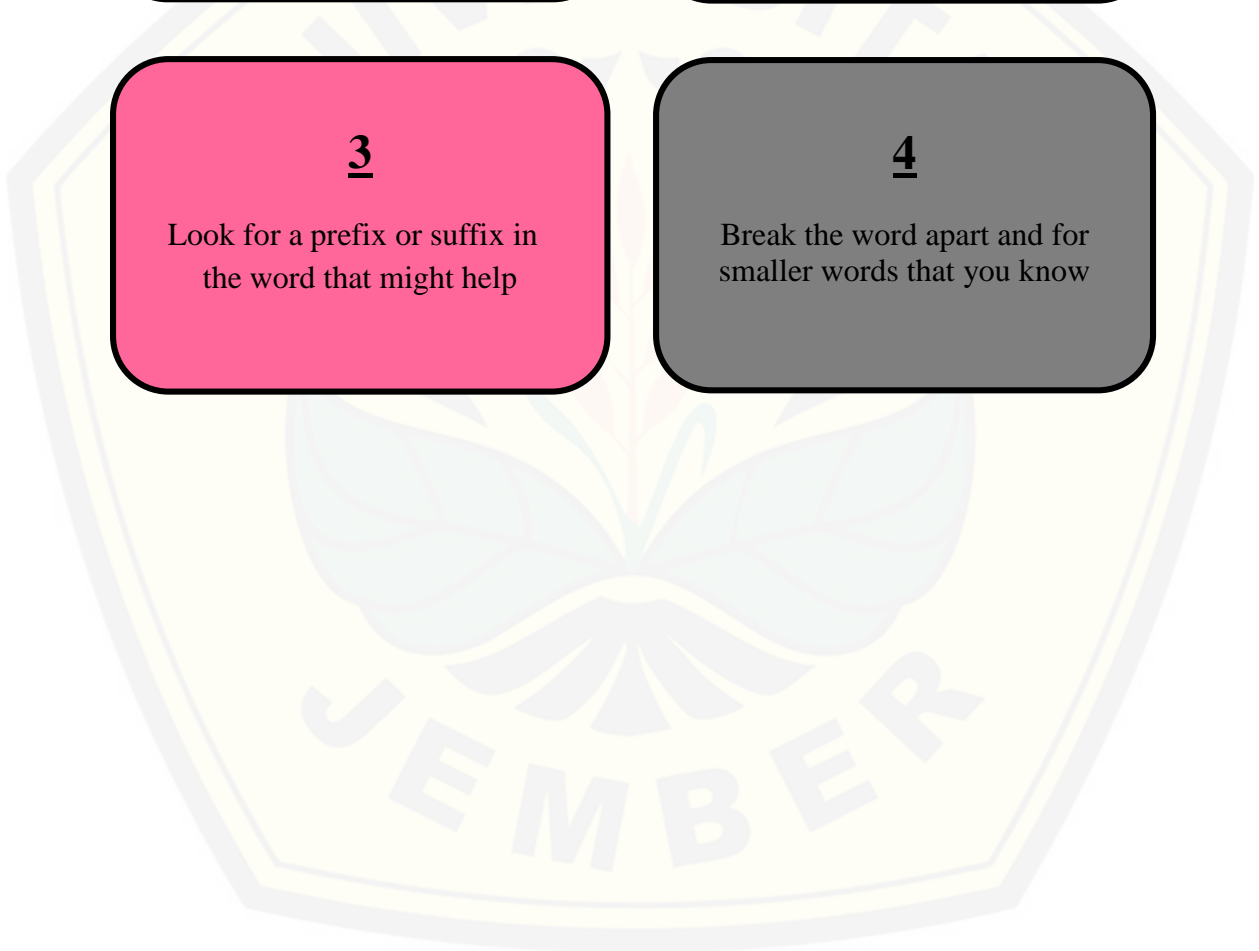 3
Look for a prefix or suffix in
the word that might help
4
Break the word apart and for
smaller words that you know
JEMBER